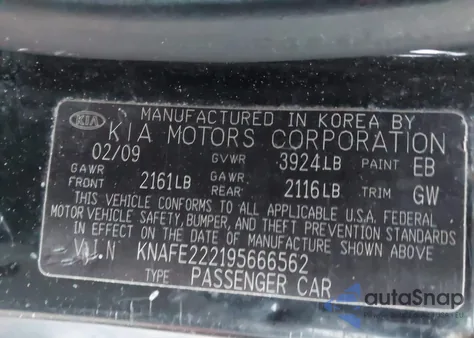 MANUFACTURED IN KOREA BY
KIA KIA MOTORS CORPORATION
02/09 GVWR 3924LB PAINT EB
GAWR FRONT 2161LB GAWR REAR 2116LB TRIM GW
THIS VEHICLE CONFORMS TO ALL APPLICABLE U.S.A. FEDERAL
MOTOR VEHICLE SAFETY, BUMPER, AND THEFT PREVENTION STANDARDS
IN EFFECT ON THE DATE OF MANUFACTURE SHOWN ABOVE
V.I.N KNAFE222195666562
TYPE PASSENGER CAR
autoSnap